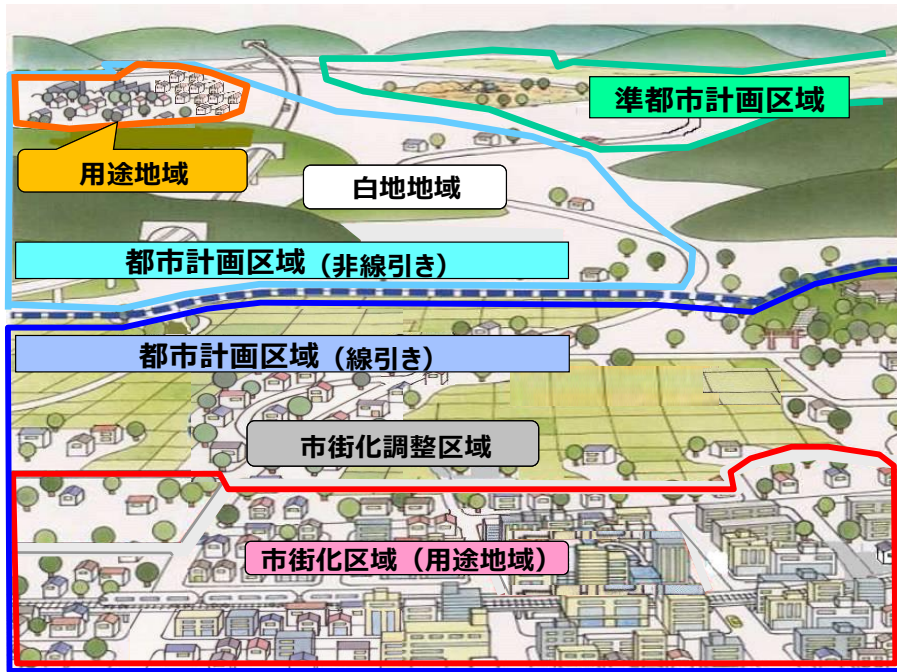 準都市計画区域
用途地域
白地地域
都市計画区域（非線引き）
都市計画区域（線引き）
市街化調整区域
市街化区域（用途地域）